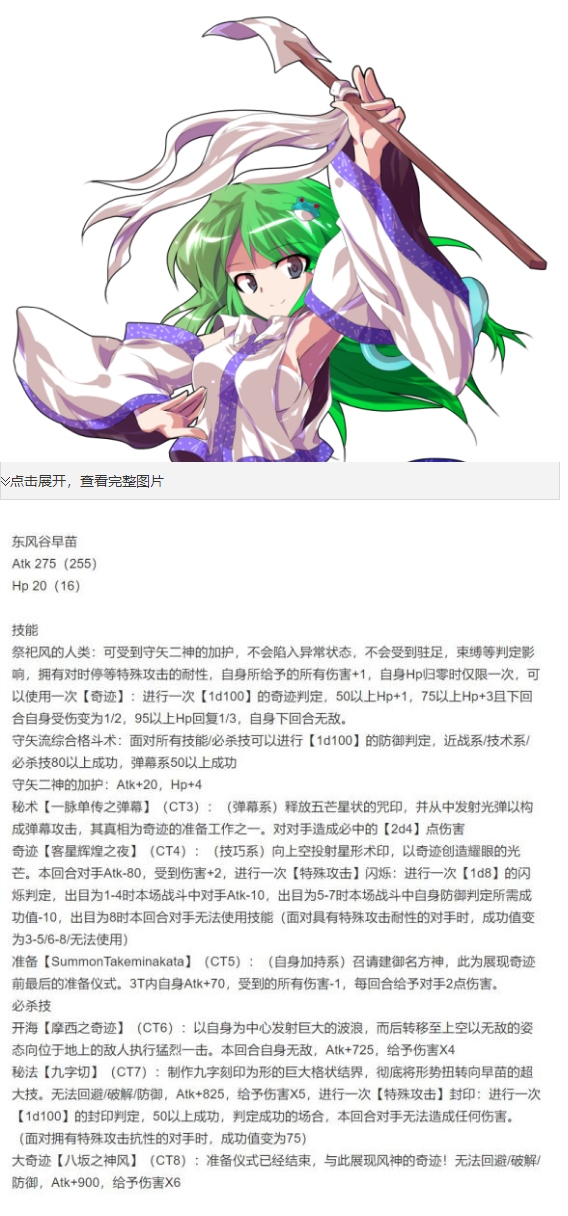 点击展开，查看完整图片
东风谷早苗
Atk 275（255）
Hp 20（16）
技能
祭祀风的人类：可受到守矢二神的加护，不会陷入异常状态，不会受到驻足，束缚等判定影
响，拥有对时停等特殊攻击的耐性，自身所给予的所有伤害+1，自身Hp归零时仅限一次，可
以使用一次【奇迹】：进行一次【1d100】的奇迹判定，50以上Hp+1，75以上Hp+3且下回
合自身受伤变为1/2，95以上Hp回复1/3，自身下回合无敌。
守矢流综合格斗术：面对所有技能/必杀技可以进行【1d100】的防御判定，近战系/技术系/
必杀技80以上成功，弹幕系50以上成功
守矢二神的加护：Atk+20，Hp+4
秘术【一脉单传之弹幕】（CT3）：（弹幕系）释放五芒星状的咒印，并从中发射光弹以构
成弹幕攻击，其真相为奇迹的准备工作之一。对对手造成必中的【2d4】点伤害
奇迹【客星辉煌之夜】（CT4）：（技巧系）向上空投射星形术印，以奇迹创造耀眼的光
芒。本回合对手Atk-80，受到伤害+2，进行一次【特殊攻击】闪烁：进行一次【1d8】的闪
烁判定，出目为1-4时本场战斗中对手Atk-10，出目为5-7时本场战斗中自身防御判定所需成
功值-10，出目为8时本回合对手无法使用技能（面对具有特殊攻击耐性的对手时，成功值变
为3-5/6-8/无法使用）
准备【SummonTakeminakata】（CT5）：（自身加持系）召请建御名方神，此为展现奇迹
前最后的准备仪式。3T内自身Atk+70，受到的所有伤害-1，每回合给予对手2点伤害。
必杀技
开海【摩西之奇迹】（CT6）：以自身为中心发射巨大的波浪，而后转移至上空以无敌的姿
态向位于地上的敌人执行猛烈一击。本回合自身无敌，Atk+725，给予伤害X4
秘法【九字切】（CT7）：制作九字刻印为形的巨大格状结界，彻底将形势扭转向早苗的超
大技。无法回避/破解/防御，Atk+825，给予伤害X5，进行一次【特殊攻击】封印：进行一次
【1d100】的封印判定，50以上成功，判定成功的场合，本回合对手无法造成任何伤害。
（面对拥有特殊攻击抗性的对手时，成功值变为75）
大奇迹【八坂之神风】（CT8）：准备仪式已经结束，与此展现风神的奇迹！无法回避/破解/
防御，Atk+900，给予伤害X6